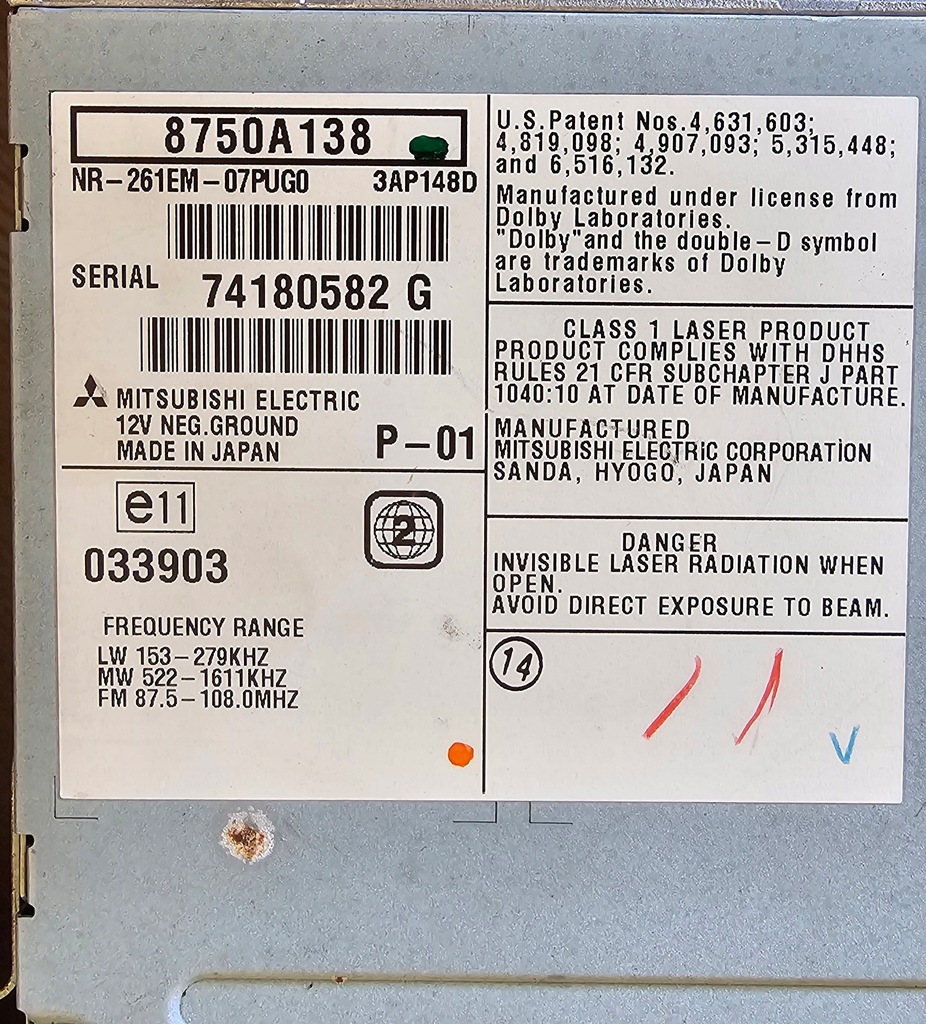 8750A138
NR-261EM-07PUG0 3AP148D
SERIAL 74180582 G
MITSUBISHI ELECTRIC
12V NEG.GROUND
MADE IN JAPAN P-01
e11
2
033903
FREQUENCY RANGE
LW 153-279KHZ
MW 522-1611KHZ
FM 87.5-108.0MHZ
U.S.Patent Nos.4,631,603;
4,819,098; 4,907,093; 5,315,448;
and 6,516,132.
Manufactured under license from
Dolby Laboratories.
"Dolby"and the double-D symbol
are trademarks of Dolby
Laboratories.
CLASS 1 LASER PRODUCT
PRODUCT COMPLIES WITH DHHS
RULES 21 CFR SUBCHAPTER J PART
1040:10 AT DATE OF MANUFACTURE.
MANUFACTURED
MITSUBISHI ELECTRIC CORPORATION
SANDA, HYOGO, JAPAN
DANGER
INVISIBLE LASER RADIATION WHEN
OPEN.
AVOID DIRECT EXPOSURE TO BEAM.
14